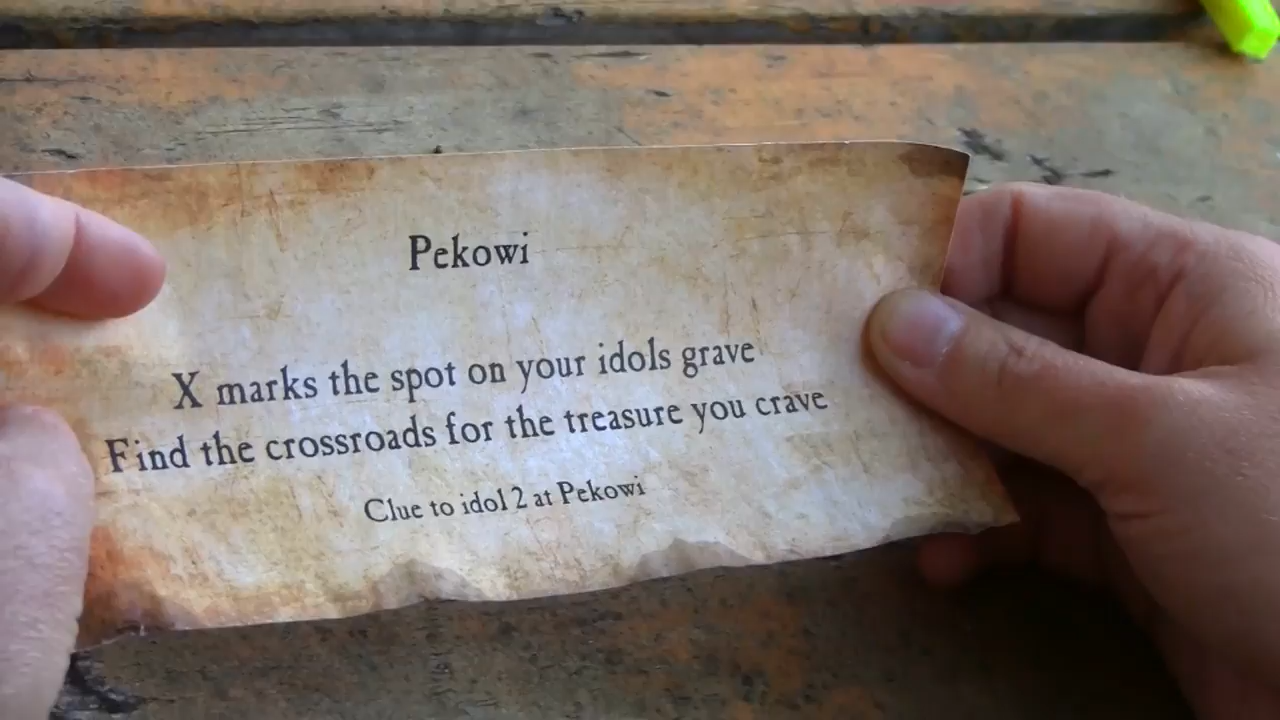 Pekowi
X marks the spot on your idols grave
Find the crossroads for the treasure you crave
Clue to idol 2 at Pekowi